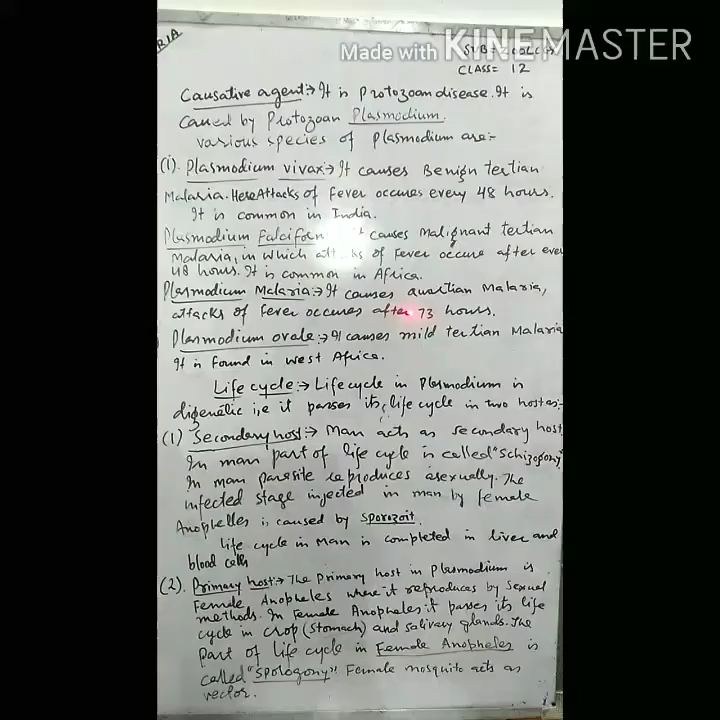 RIA
Made with KINEMASTER
SUB = ZOOLOGY
CLASS = 12
Causative agent :→ It is Protozoan disease. It is
caused by Protozoan Plasmodium.
various species of Plasmodium are:-
(i). Plasmodium vivax :→ It causes Benign tertian
Malaria. Here Attacks of Fever occures every 48 hours.
It is common in India.
Plasmodium falcifar causes Malignant tertian
Malaria, in which att ks of Fever occure after eve
48 hours. It is common in Africa.
Plasmodium Malaria :→ It causes quartian Malaria,
attacks of fever occures after 73 hours.
Plasmodium ovale :→ It causes mild tertian Malaria
It is found in west Africa.
Life cycle :→ Life cycle in Plasmodium is
digenatic i,e it passes its life cycle in two hostes:-
(1) Secondary host :→ Man acts as secondary host
In man part of life cycle is called "Schizogony"
In man parasite reproduces asexually. The
infected stage injected in man by female
Anophelles is caused by sporozoit.
Life cycle in Man is completed in liver and
blood cells
(2). Primary host :→ The Primary host in Plasmodium is
Female Anopheles where it reproduces by sexual
methods. In Female Anopheles it passes its life
cycle in crop (stomach) and salivary glands. The
part of life cycle in Female Anopheles is
called "Sporogony" Female mosquito acts as
vector.